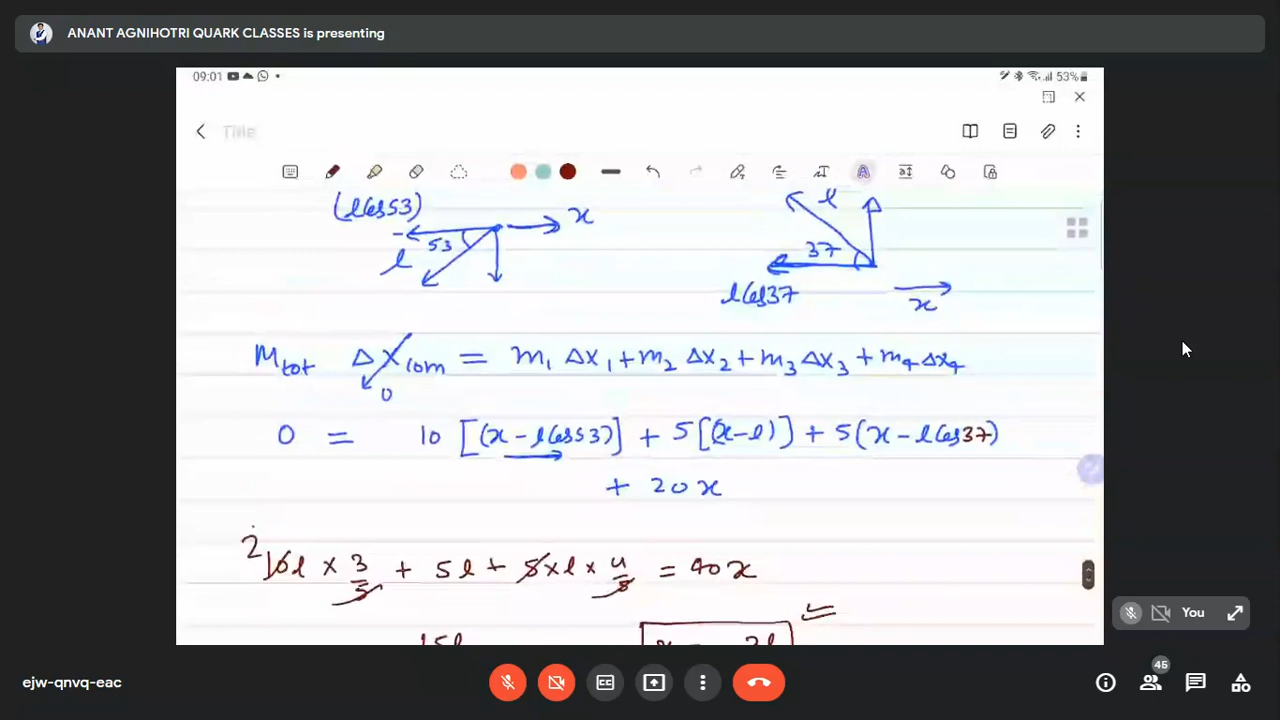 ANANT AGNIHOTRI QUARK CLASSES is presenting
09:01
53%
Title
(lCos53)
x
53
l
l
37
lCos37
x
Mtot ΔXcom = m1 Δx1 + m2 Δx2 + m3 Δx3 + m4 Δx4
0
0 = 10 [(x - lCos53)] + 5[(x-l)] + 5(x - lCos37)
+ 20x
2
10l × 3/5 + 5l + 5×l× 4/5 = 40x
15l
You
ejw-qnvq-eac
CC
45